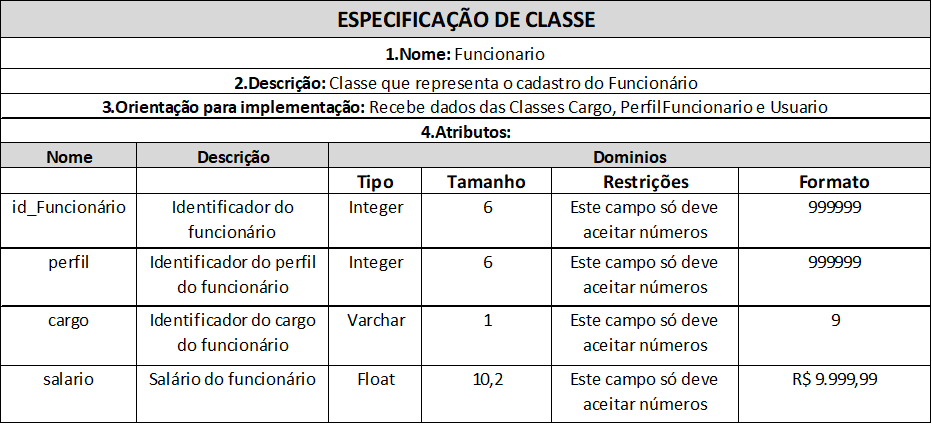 ESPECIFICAÇÃO DE CLASSE
1.Nome: Funcionario
2.Descrição: Classe que representa o cadastro do Funcionário
3.Orientação para implementação: Recebe dados das Classes Cargo, PerfilFuncionario e Usuario
4.Atributos:
Nome Descrição Dominios
Tipo Tamanho Restrições Formato
id_Funcionário Identificador do Integer 6 Este campo só deve 999999
funcionário aceitar números
perfil Identificador do perfil Integer 6 Este campo só deve 999999
do funcionário aceitar números
cargo Identificador do cargo Varchar 1 Este campo só deve 9
do funcionário aceitar números
salario Salário do funcionário Float 10,2 Este campo só deve R$ 9.999,99
aceitar números